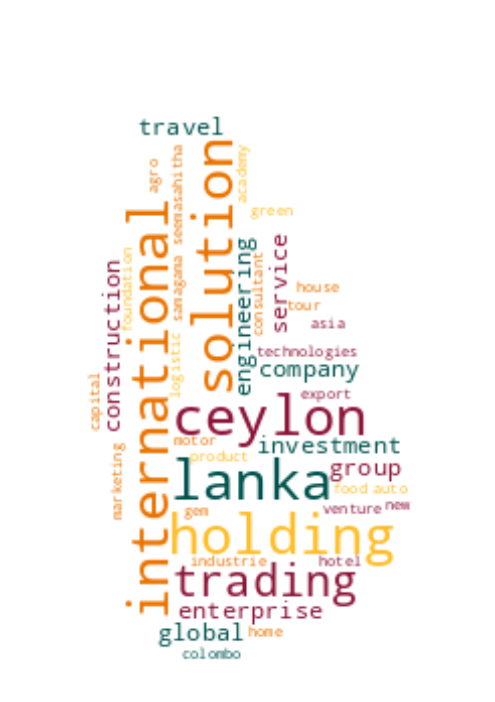 travel
solution
international
agro
seemasahitha
samagana
academy
green
engineering
service
consultant
construction
foundation
house
tour
asia
technologies
company
logistic
capital
export
ceylon
motor
investment
product
marketing
lanka
group
food
auto
venture
new
gem
holding
industrie
hotel
trading
enterprise
global
home
colombo